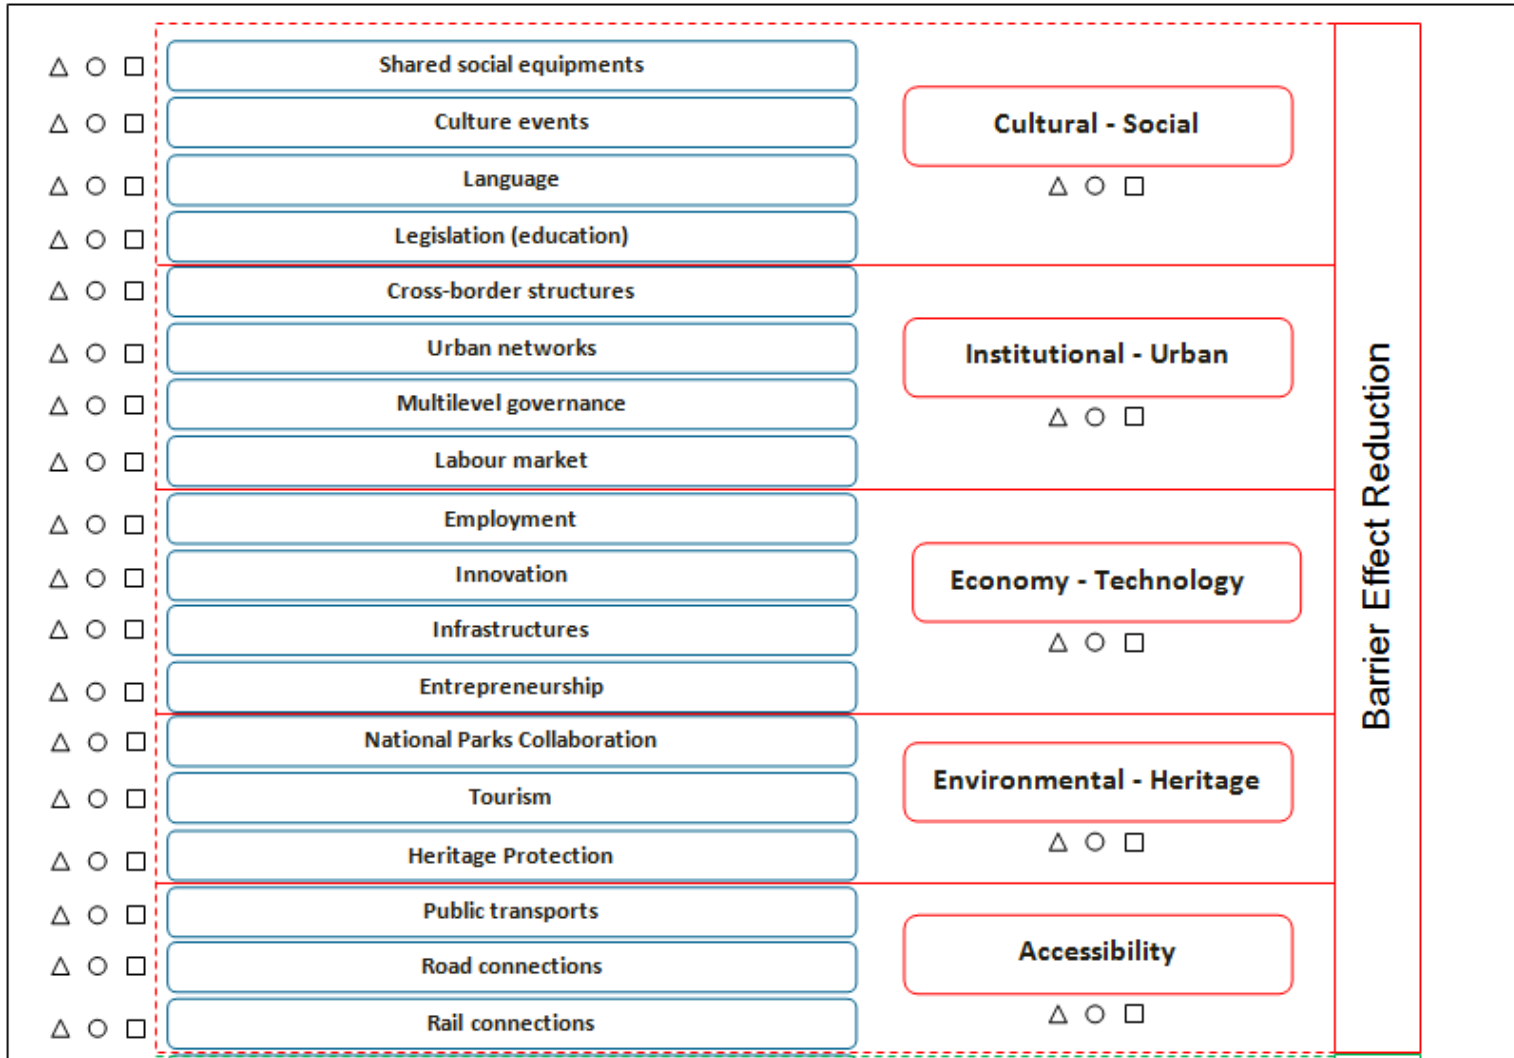 Shared social equipments
Culture events
Language
Legislation (education)
Cultural - Social
Cross-border structures
Urban networks
Multilevel governance
Labour market
Institutional - Urban
Employment
Innovation
Infrastructures
Entrepreneurship
Economy - Technology
National Parks Collaboration
Tourism
Heritage Protection
Environmental - Heritage
Public transports
Road connections
Rail connections
Accessibility
Barrier Effect Reduction